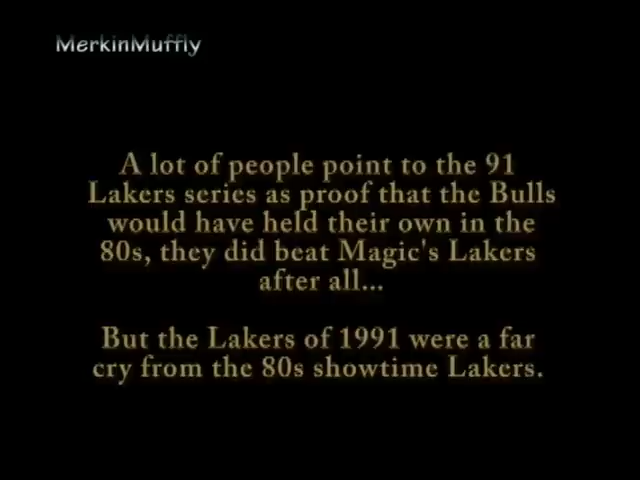 MerkinMuffly
A lot of people point to the 91
Lakers series as proof that the Bulls
would have held their own in the
80s, they did beat Magic's Lakers
after all...
But the Lakers of 1991 were a far
cry from the 80s showtime Lakers.